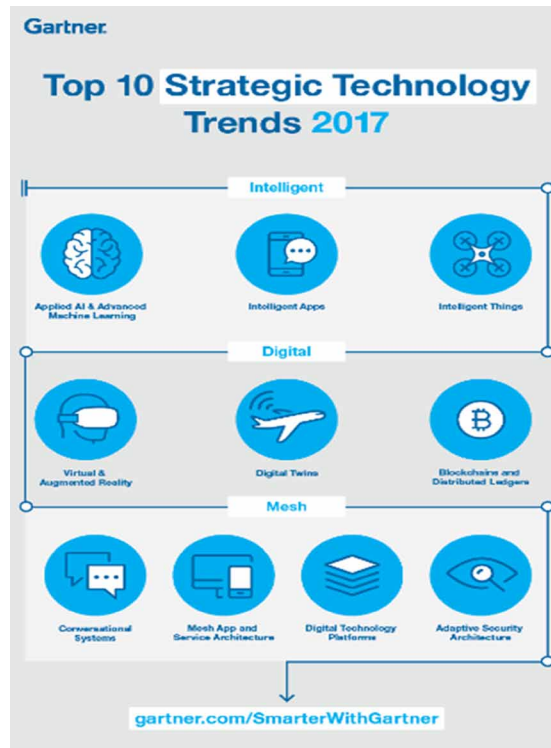 Gartner
Top 10 Strategic Technology
Trends 2017
Intelligent
Applied AI & Advanced
Machine Learning
Intelligent Apps
Intelligent Things
Digital
Virtual &
Augmented Reality
Digital Twins
Blockchains and
Distributed Ledgers
Mesh
Conversational
Systems
Mesh App and
Service Architecture
Digital Technology
Platforms
Adaptive Security
Architecture
gartner.com/SmarterWithGartner